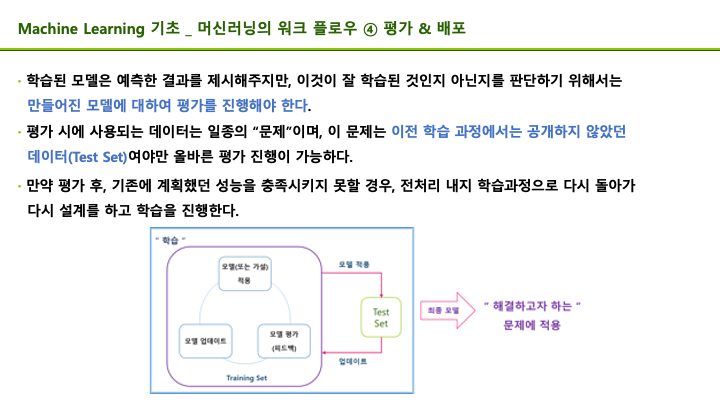 Machine Learning 기초 _ 머신러닝의 워크 플로우 ④ 평가 & 배포
· 학습된 모델은 예측한 결과를 제시해주지만, 이것이 잘 학습된 것인지 아닌지를 판단하기 위해서는
만들어진 모델에 대하여 평가를 진행해야 한다.
· 평가 시에 사용되는 데이터는 일종의 “문제”이며, 이 문제는 이전 학습 과정에서는 공개하지 않았던
데이터(Test Set)여야만 올바른 평가 진행이 가능하다.
· 만약 평가 후, 기존에 계획했던 성능을 충족시키지 못할 경우, 전처리 내지 학습과정으로 다시 돌아가
다시 설계를 하고 학습을 진행한다.
“ 학습 ”
모델(또는 가설)
적용
모델 업데이트
모델 평가
(피드백)
Training Set
모델 적용
Test
Set
업데이트
최종 모델
“ 해결하고자 하는 ”
문제에 적용